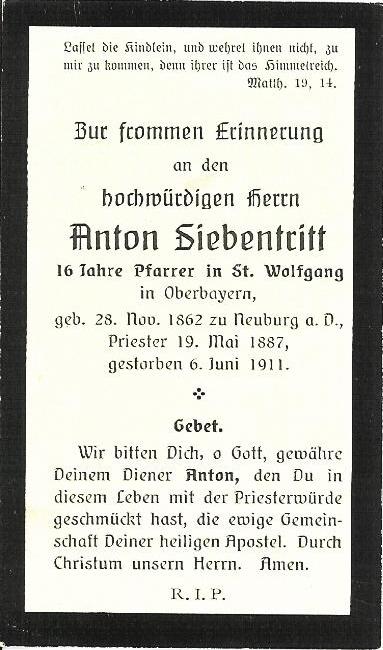 Lasset die Kindlein, und wehret ihnen nicht, zu
mir zu kommen, denn ihrer ist das Himmelreich.
Matth. 19, 14.
Zur frommen Erinnerung
an den
hochwürdigen Herrn
Anton Siebentritt
16 Jahre Pfarrer in St. Wolfgang
in Oberbayern,
geb. 28. Nov. 1862 zu Neuburg a. D.,
Priester 19. Mai 1887,
gestorben 6. Juni 1911.
Gebet.
Wir bitten Dich, o Gott, gewähre
Deinem Diener Anton, den Du in
diesem Leben mit der Priesterwürde
geschmückt hast, die ewige Gemein-
schaft Deiner heiligen Apostel. Durch
Christum unsern Herrn. Amen.
R. I. P.